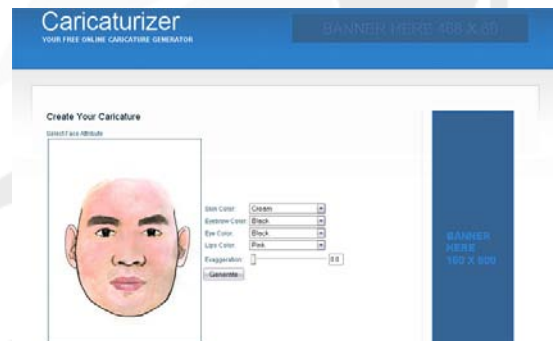 Caricaturizer
YOUR FREE ONLINE CARICATURE GENERATOR
BANNER HERE 468 X 60
Create Your Caricature
Select Face Attribute
Skin Color: Cream
Eyebrow Color: Black
Eye Color: Black
Lips Color: Pink
Exaggeration: 0.0
Generate
BANNER
HERE
160 X 600